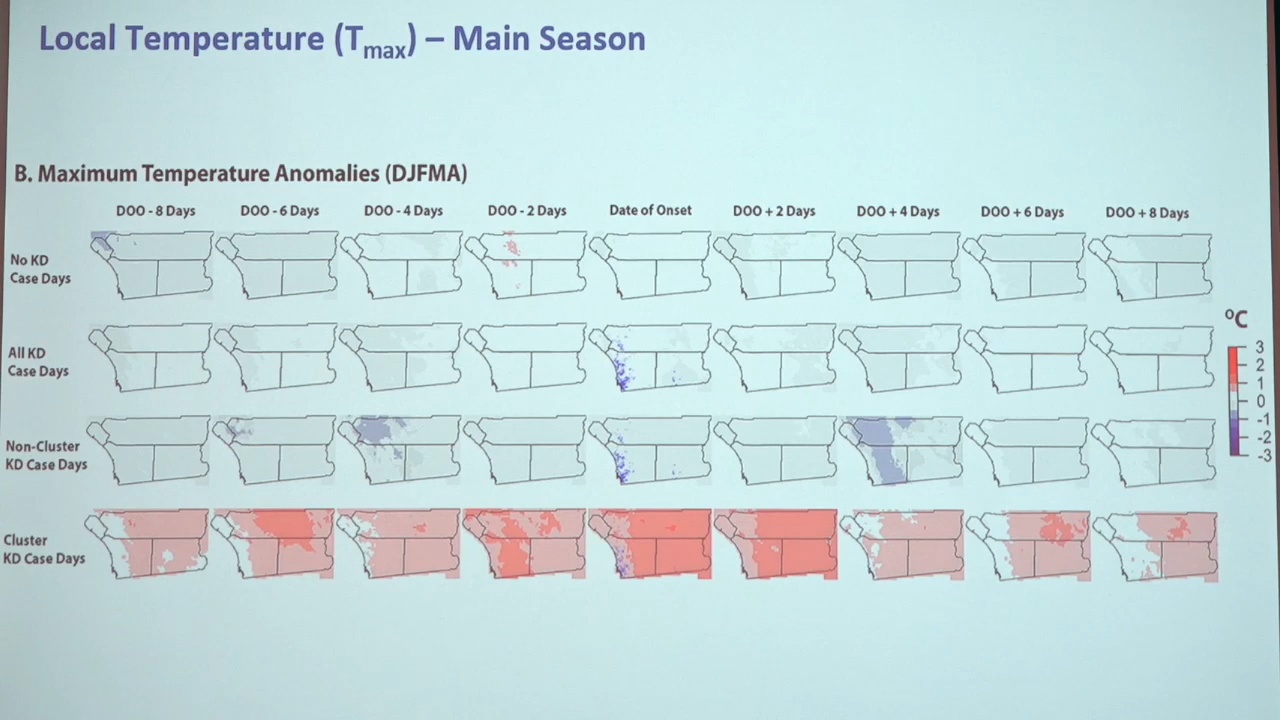 Local Temperature (Tmax) – Main Season
B. Maximum Temperature Anomalies (DJFMA)
DOO - 8 Days DOO - 6 Days DOO - 4 Days DOO - 2 Days Date of Onset DOO + 2 Days DOO + 4 Days DOO + 6 Days DOO + 8 Days
No KD
Case Days
All KD
Case Days
Non-Cluster
KD Case Days
Cluster
KD Case Days
ºC
3
2
1
0
-1
-2
-3